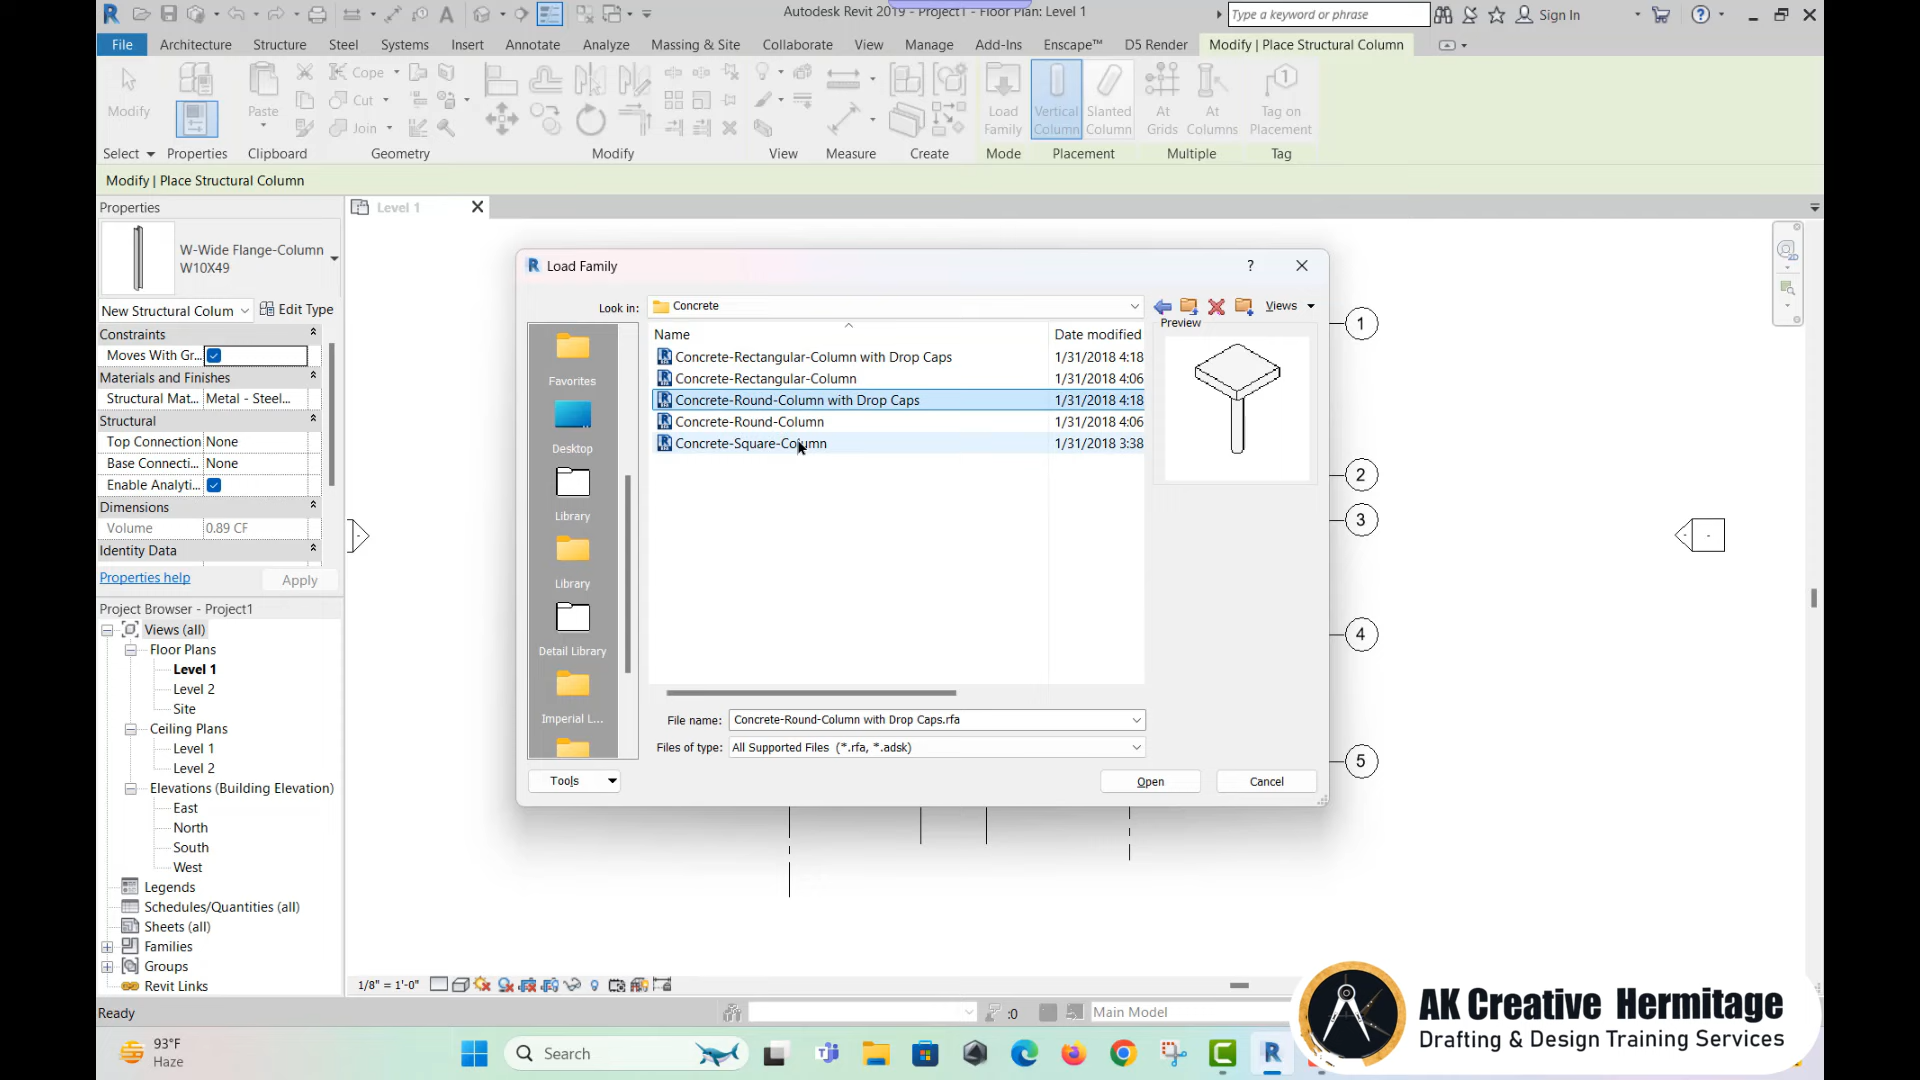 Autodesk Revit 2019 - Project1 - Floor Plan: Level 1
Type a keyword or phrase
Sign In
File Architecture Structure Steel Systems Insert Annotate Analyze Massing & Site Collaborate View Manage Add-Ins Enscape™ D5 Render Modify | Place Structural Column
Modify
Paste
Cope
Cut
Join
Load Family
Vertical Column
Slanted Column
At Grids
At Columns
Tag on Placement
Select Properties Clipboard Geometry Modify View Measure Create Mode Placement Multiple Tag
Modify | Place Structural Column
Properties
W-Wide Flange-Column
W10X49
New Structural Colum
Edit Type
Constraints
Moves With Gr...
Materials and Finishes
Structural Mat... Metal - Steel...
Structural
Top Connection None
Base Connecti... None
Enable Analyti...
Dimensions
Volume 0.89 CF
Identity Data
Properties help
Apply
Project Browser - Project1
Views (all)
Floor Plans
Level 1
Level 2
Site
Ceiling Plans
Level 1
Level 2
Elevations (Building Elevation)
East
North
South
West
Legends
Schedules/Quantities (all)
Sheets (all)
Families
Groups
Revit Links
Level 1
Load Family
Look in: Concrete
Views
Favorites
Desktop
Library
Library
Detail Library
Imperial L...
Name Date modified
Concrete-Rectangular-Column with Drop Caps 1/31/2018 4:18
Concrete-Rectangular-Column 1/31/2018 4:06
Concrete-Round-Column with Drop Caps 1/31/2018 4:18
Concrete-Round-Column 1/31/2018 4:06
Concrete-Square-Column 1/31/2018 3:38
Preview
File name: Concrete-Round-Column with Drop Caps.rfa
Files of type: All Supported Files (*.rfa, *.adsk)
Tools
Open
Cancel
1
2
3
4
5
1/8" = 1'-0"
Ready
:0
Main Model
93°F
Haze
Search
AK Creative Hermitage
Drafting & Design Training Services